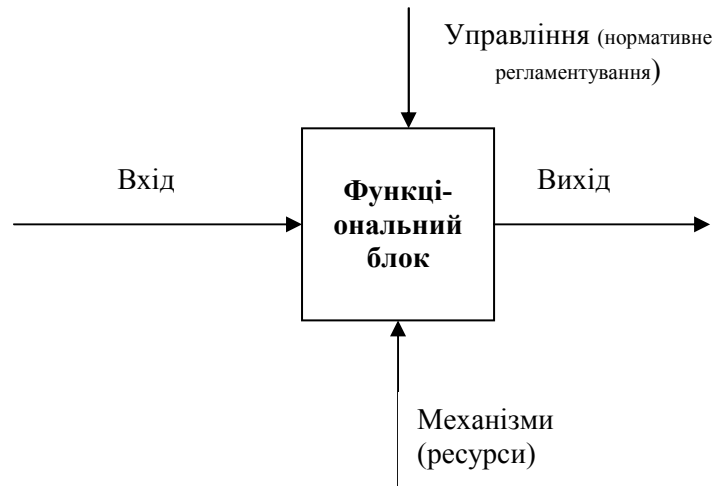 Управління (нормативне
регламентування)
Вхід
Функці-
ональний
блок
Вихід
Механізми
(ресурси)